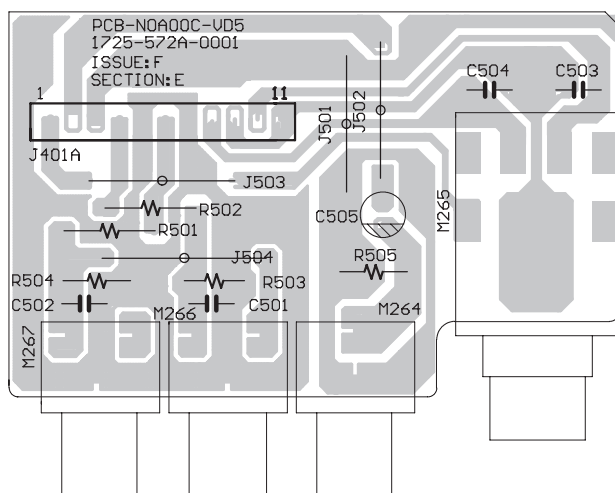 PCB-NOA00C-VD5
1725-572A-0001
ISSUE:F
SECTION:E
1
11
J401A
J501
J502
C504
C503
J503
R502
R501
C505
M265
J504
R505
R504
R503
C502
M266
C501
M264
M267